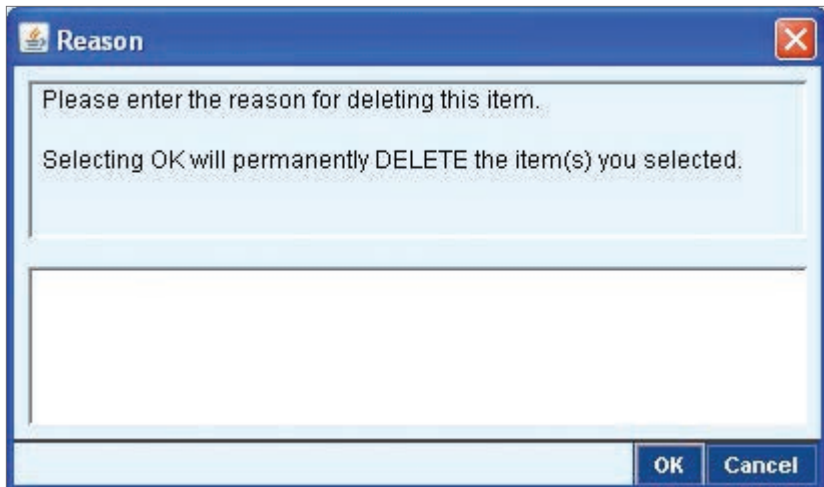 Reason
Please enter the reason for deleting this item.
Selecting OK will permanently DELETE the item(s) you selected.
OK Cancel